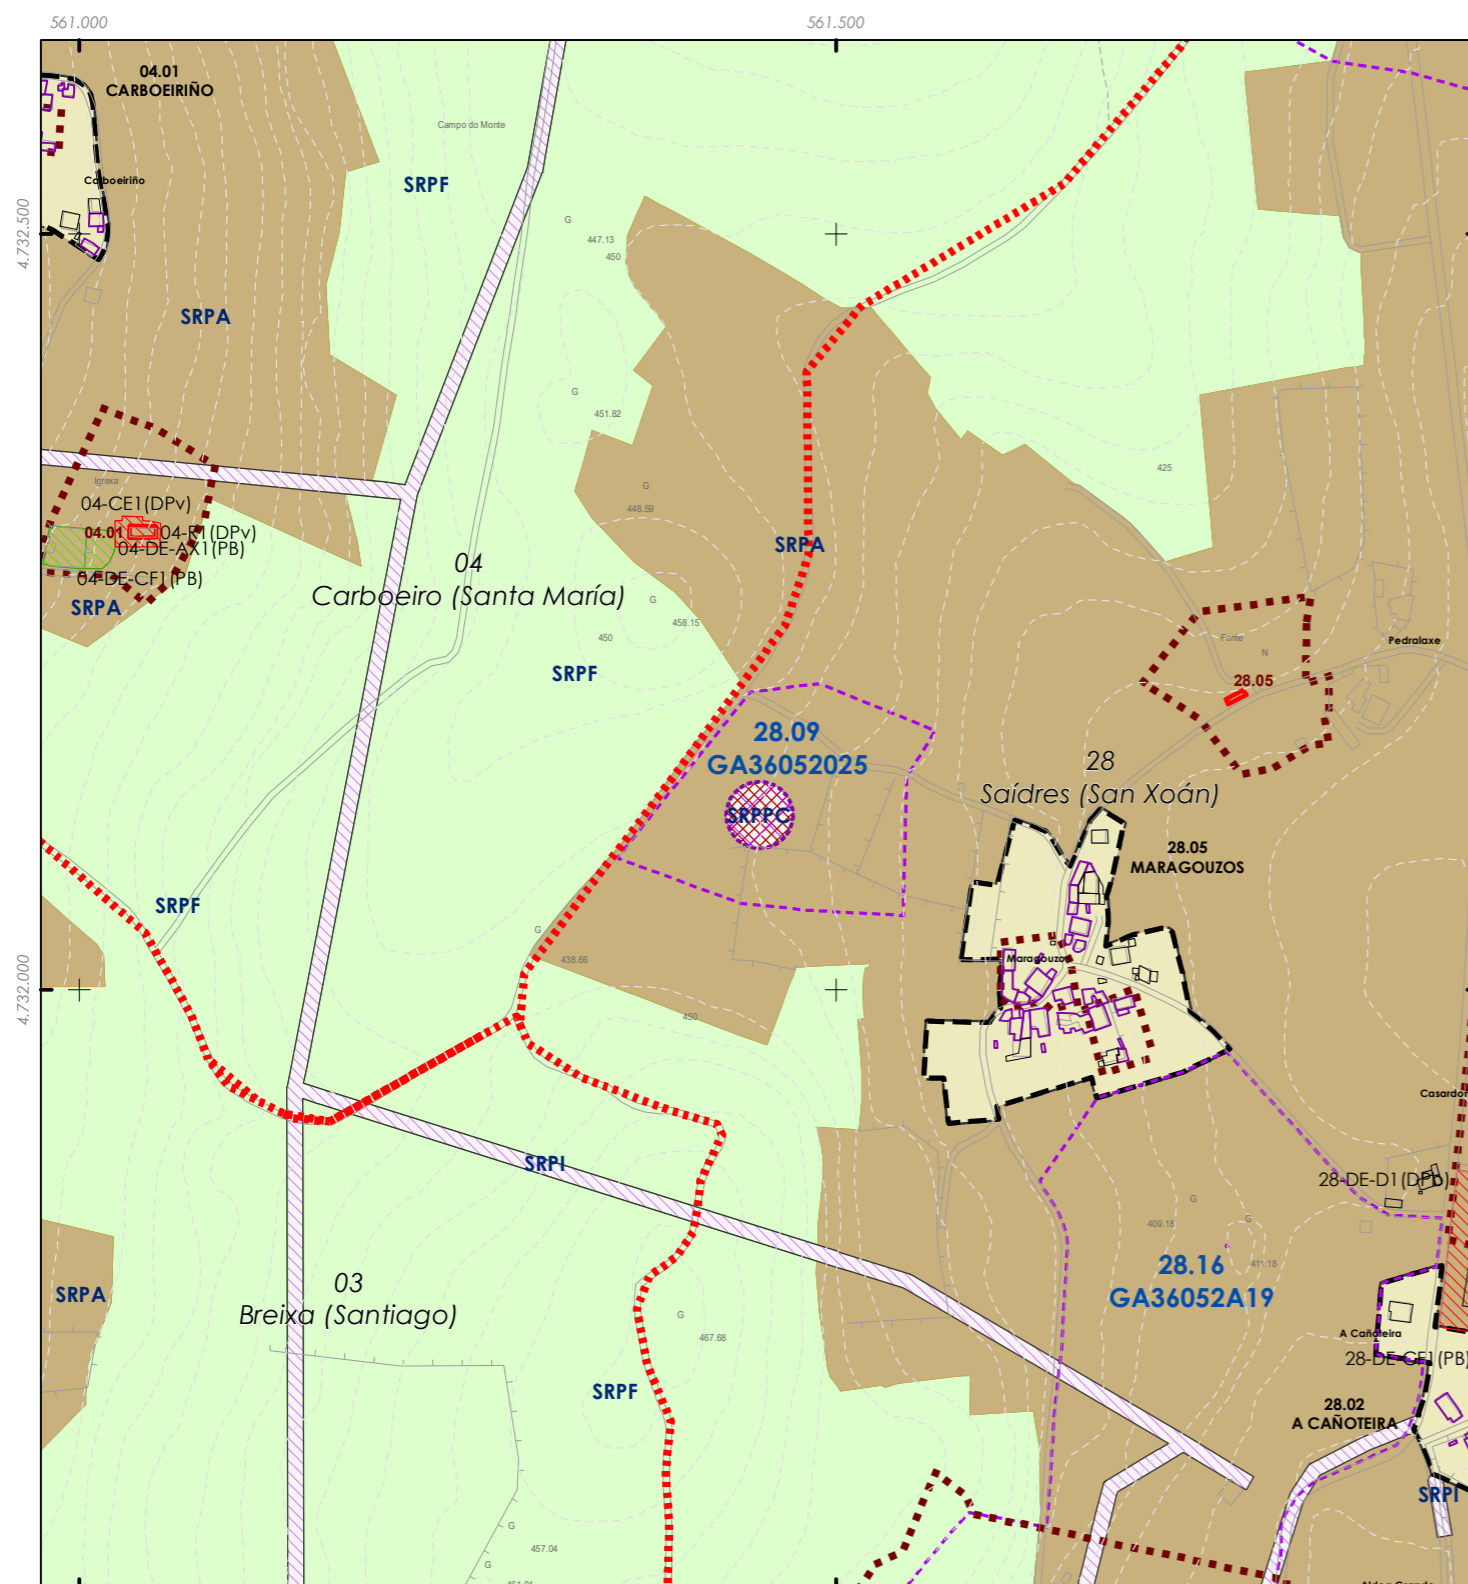 561.000
561.500
04.01
CARBOEIRIÑO
Campo do Monte
Carboeiriño
SRPF
G
447.13
450
4.732.500
SRPA
G
451.82
425
Igrexa
G
448.59
04-CE1(DPv)
04.01
04-R1(DPv)
04-DE-AX1(PB)
SRPA
04
Carboeiro (Santa María)
04-DE-CF1(PB)
SRPA
G
458.15
450
Fonte
N
Pedralaxe
SRPF
28.05
28.09
GA36052025
28
Saídres (San Xoán)
SRPPC
28.05
MARAGOUZOS
SRPF
G
438.66
Maragouzo
4.732.000
450
Casardon
SRPI
28-DE-D1(DPb)
G
409.18
G
411.18
28.16
GA36052A19
03
Breixa (Santiago)
SRPA
G
467.68
A Cañoteira
28-DE-CF1(PB)
SRPF
28.02
A CAÑOTEIRA
SRPI
G
457.04
G